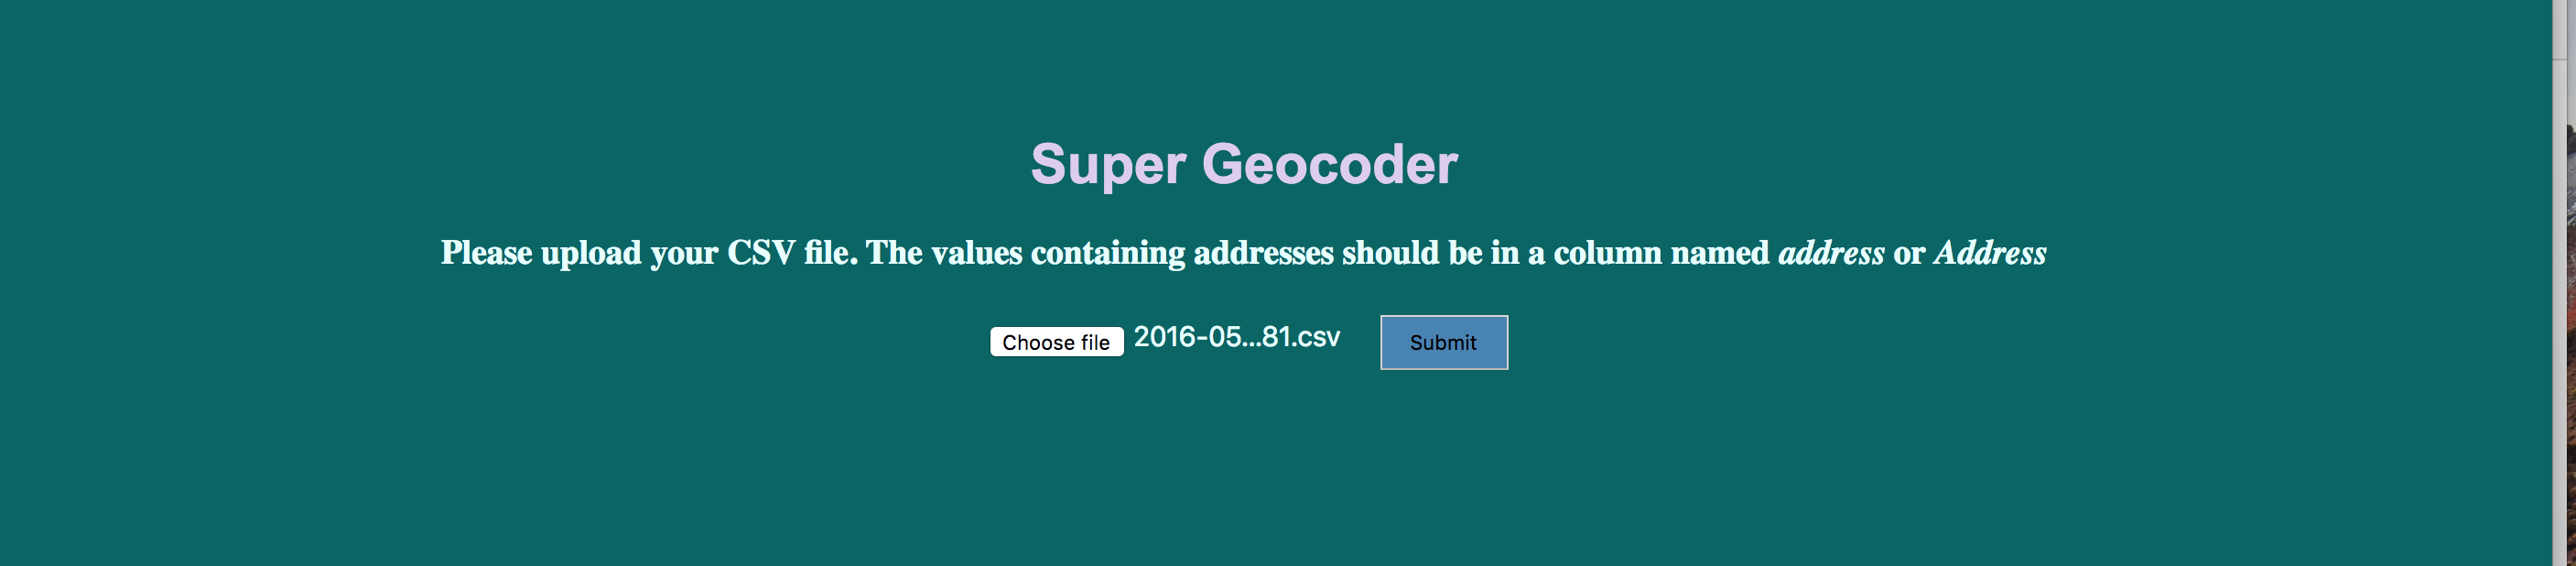 Super Geocoder
Please upload your CSV file. The values containing addresses should be in a column named address or Address
Choose file 2016-05...81.csv Submit